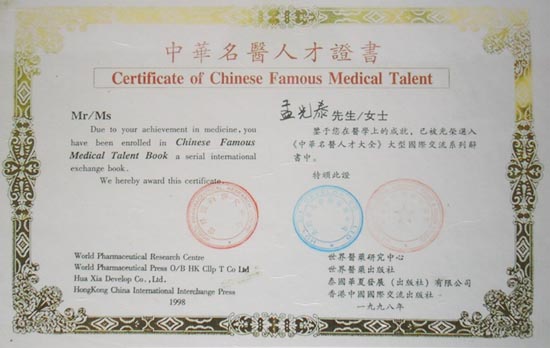 中華名醫人才證書
Certificate of Chinese Famous Medical Talent
Mr/Ms
Due to your achievement in medicine, you
have been enrolled in Chinese Famous
Medical Talent Book a serial international
exchange book.
We hereby award this certificate.
孟光泰先生/女士
鑒于您在醫學上的成就，已被光榮選入
《中華名醫人才大全》大型國際交流系列辭
書中。
特頒此證
World Pharmaceutical Research Centre
World Pharmaceutical Press O/B HK Cllp T Co Ltd
Hua Xia Develop Co., Ltd.
HongKong China International Interchange Press
1998
世界醫藥研究中心
世界醫藥出版社
泰國華夏發展（出版社）有限公司
香港中國國際交流出版社
一九九八年